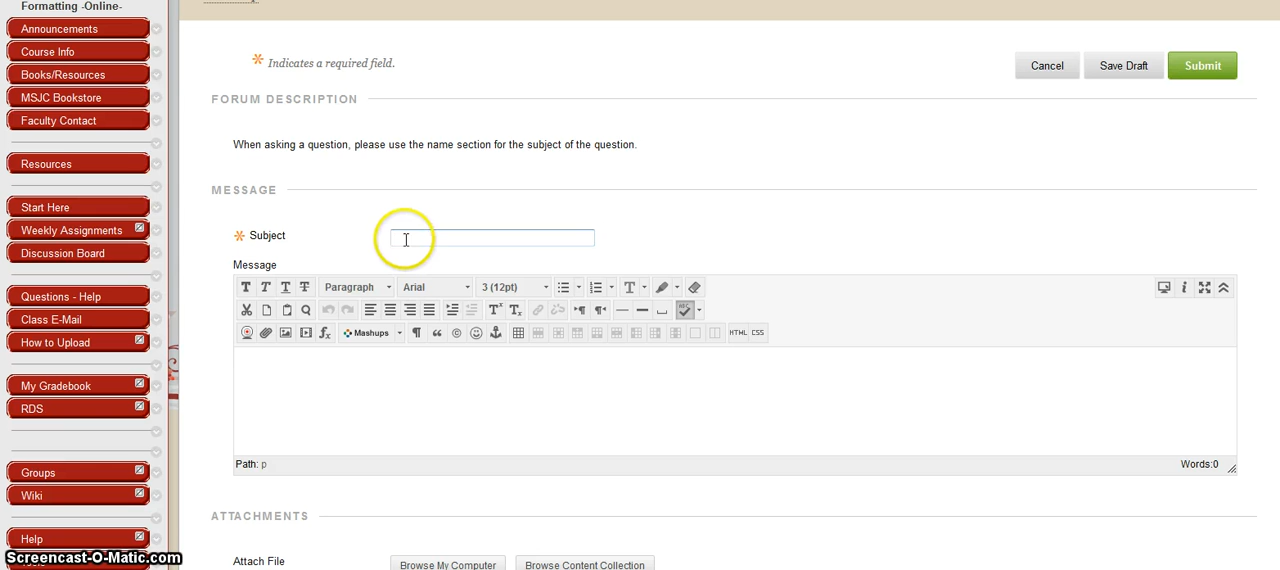 Formatting -Online-
Announcements
Course Info
Books/Resources
MSJC Bookstore
Faculty Contact
Resources
Start Here
Weekly Assignments
Discussion Board
Questions - Help
Class E-Mail
How to Upload
My Gradebook
RDS
Groups
Wiki
Help
Screencast-O-Matic.com
* Indicates a required field.
Cancel
Save Draft
Submit
FORUM DESCRIPTION
When asking a question, please use the name section for the subject of the question.
MESSAGE
* Subject
Message
T T T T Paragraph Arial 3 (12pt) T
ABC
Mashups
HTML CSS
Path: p
Words:0
ATTACHMENTS
Attach File
Browse My Computer
Browse Content Collection